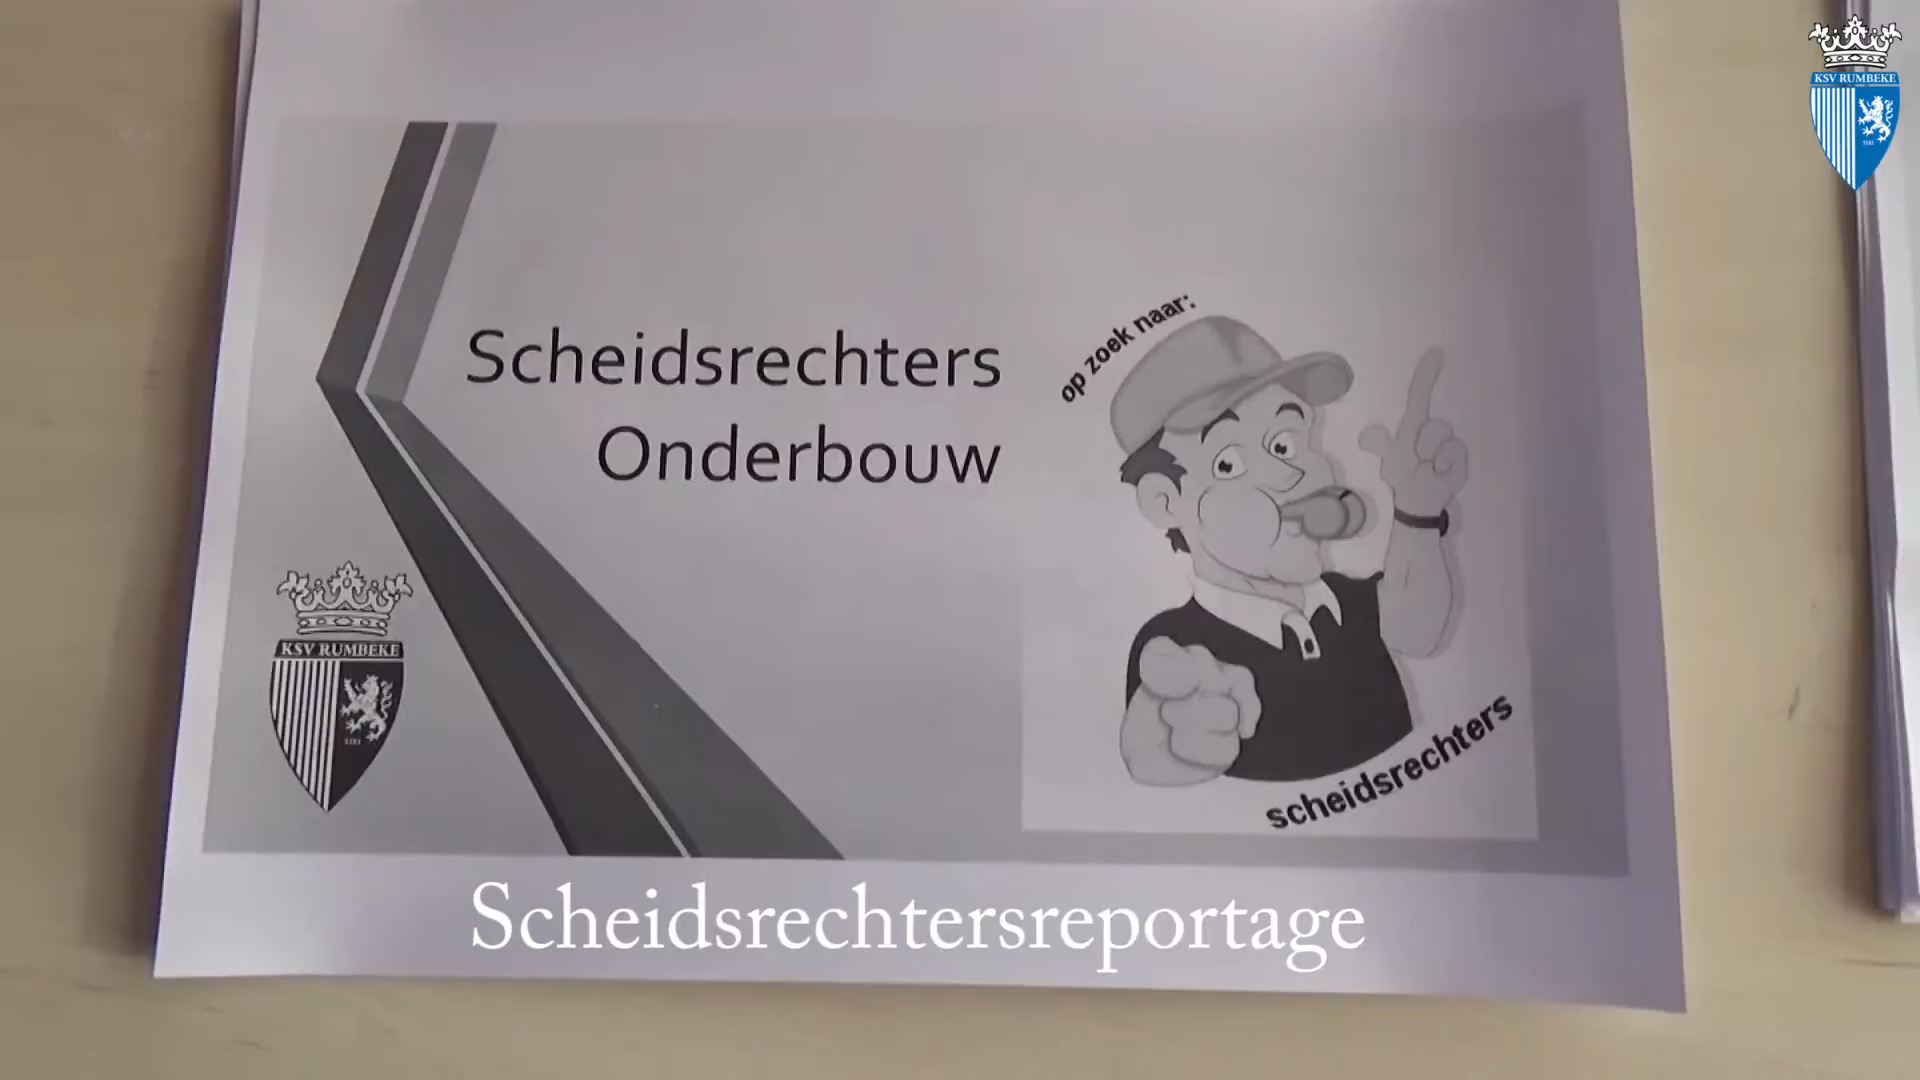 KSV RUMBEKE
op zoek naar:
Scheidsrechters
Onderbouw
KSV RUMBEKE
scheidsrechters
Scheidsrechtersreportage